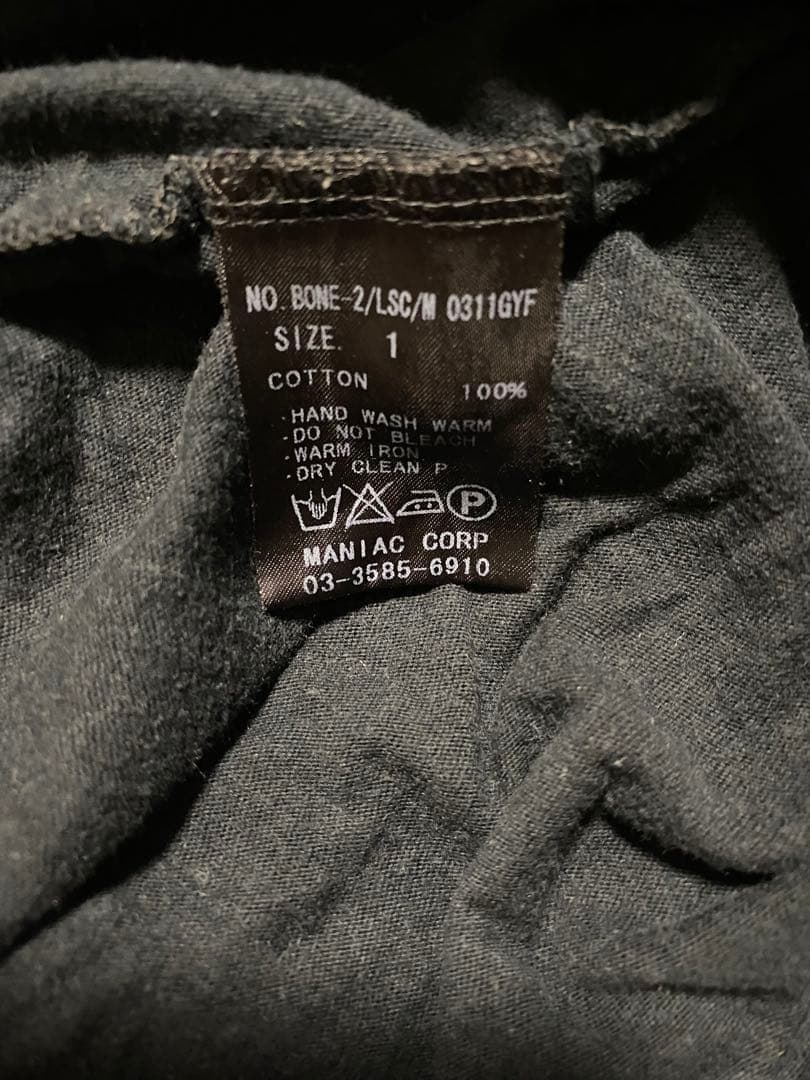 NO. BONE-2/LSC/M 0311GYF
SIZE. 1
COTTON 100%
·HAND WASH WARM
·DO NOT BLEACH
·WARM IRON
·DRY CLEAN P
P
MANIAC CORP
03-3585-6910